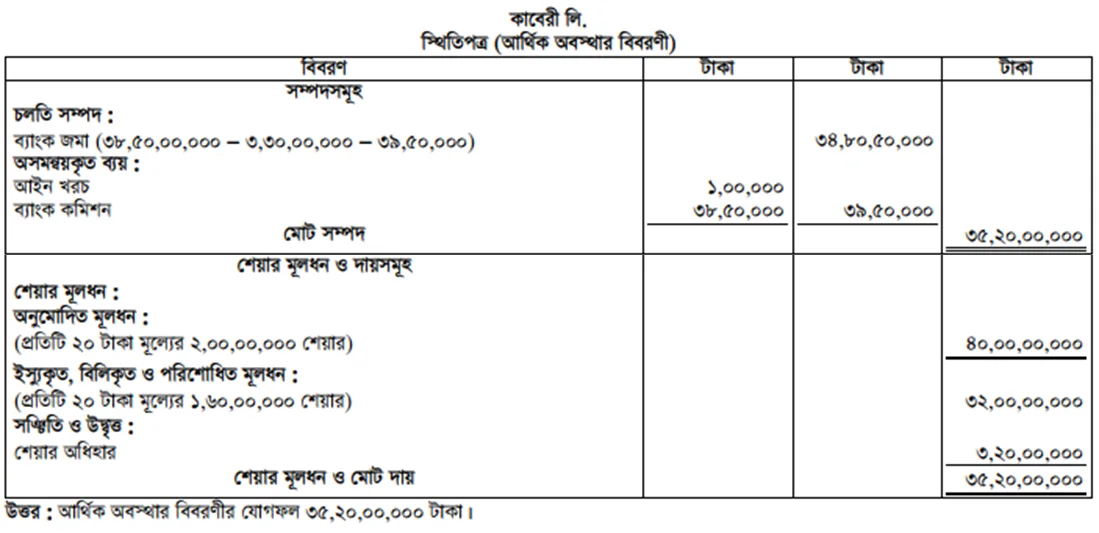 কাবেরী লি.
স্থিতিপত্র (আর্থিক অবস্থার বিবরণী)
বিবরণ টাকা টাকা টাকা
সম্পদসমূহ
চলতি সম্পদ :
ব্যাংক জমা (৩৮,৫০,০০,০০০ – ৩,৩০,০০,০০০ – ৩৯,৫০,০০০) ৩৪,৮০,৫০,০০০
অসমন্বয়কৃত ব্যয় :
আইন খরচ ১,০০,০০০
ব্যাংক কমিশন ৩৮,৫০,০০০ ৩৯,৫০,০০০
মোট সম্পদ ৩৫,২০,০০,০০০
শেয়ার মূলধন ও দায়সমূহ
শেয়ার মূলধন :
অনুমোদিত মূলধন :
(প্রতিটি ২০ টাকা মূল্যের ২,০০,০০,০০০ শেয়ার) ৪০,০০,০০,০০০
ইস্যুকৃত, বিলিকৃত ও পরিশোধিত মূলধন :
(প্রতিটি ২০ টাকা মূল্যের ১,৬০,০০,০০০ শেয়ার) ৩২,০০,০০,০০০
সঞ্চিতি ও উদ্বৃত্ত :
শেয়ার অধিহার ৩,২০,০০,০০০
শেয়ার মূলধন ও মোট দায় ৩৫,২০,০০,০০০
উত্তর : আর্থিক অবস্থার বিবরণীর যোগফল ৩৫,২০,০০,০০০ টাকা।